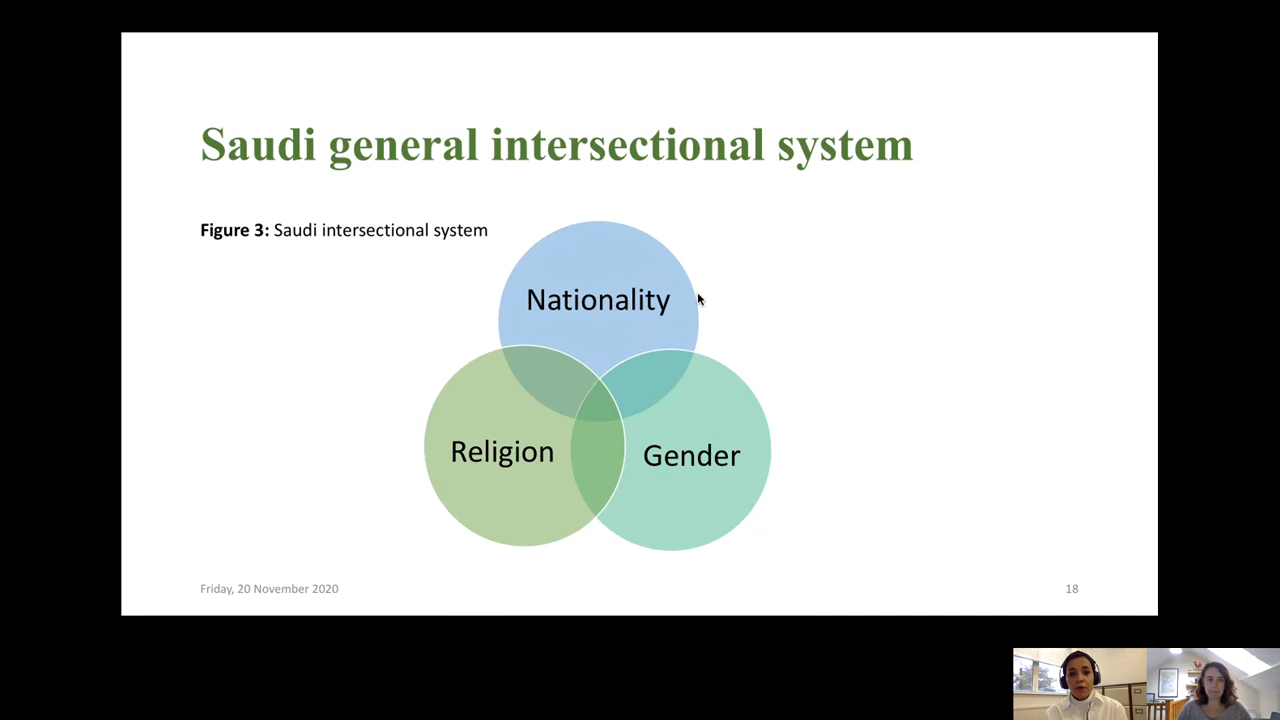 Saudi general intersectional system
Figure 3: Saudi intersectional system
Nationality
Religion
Gender
Friday, 20 November 2020
18